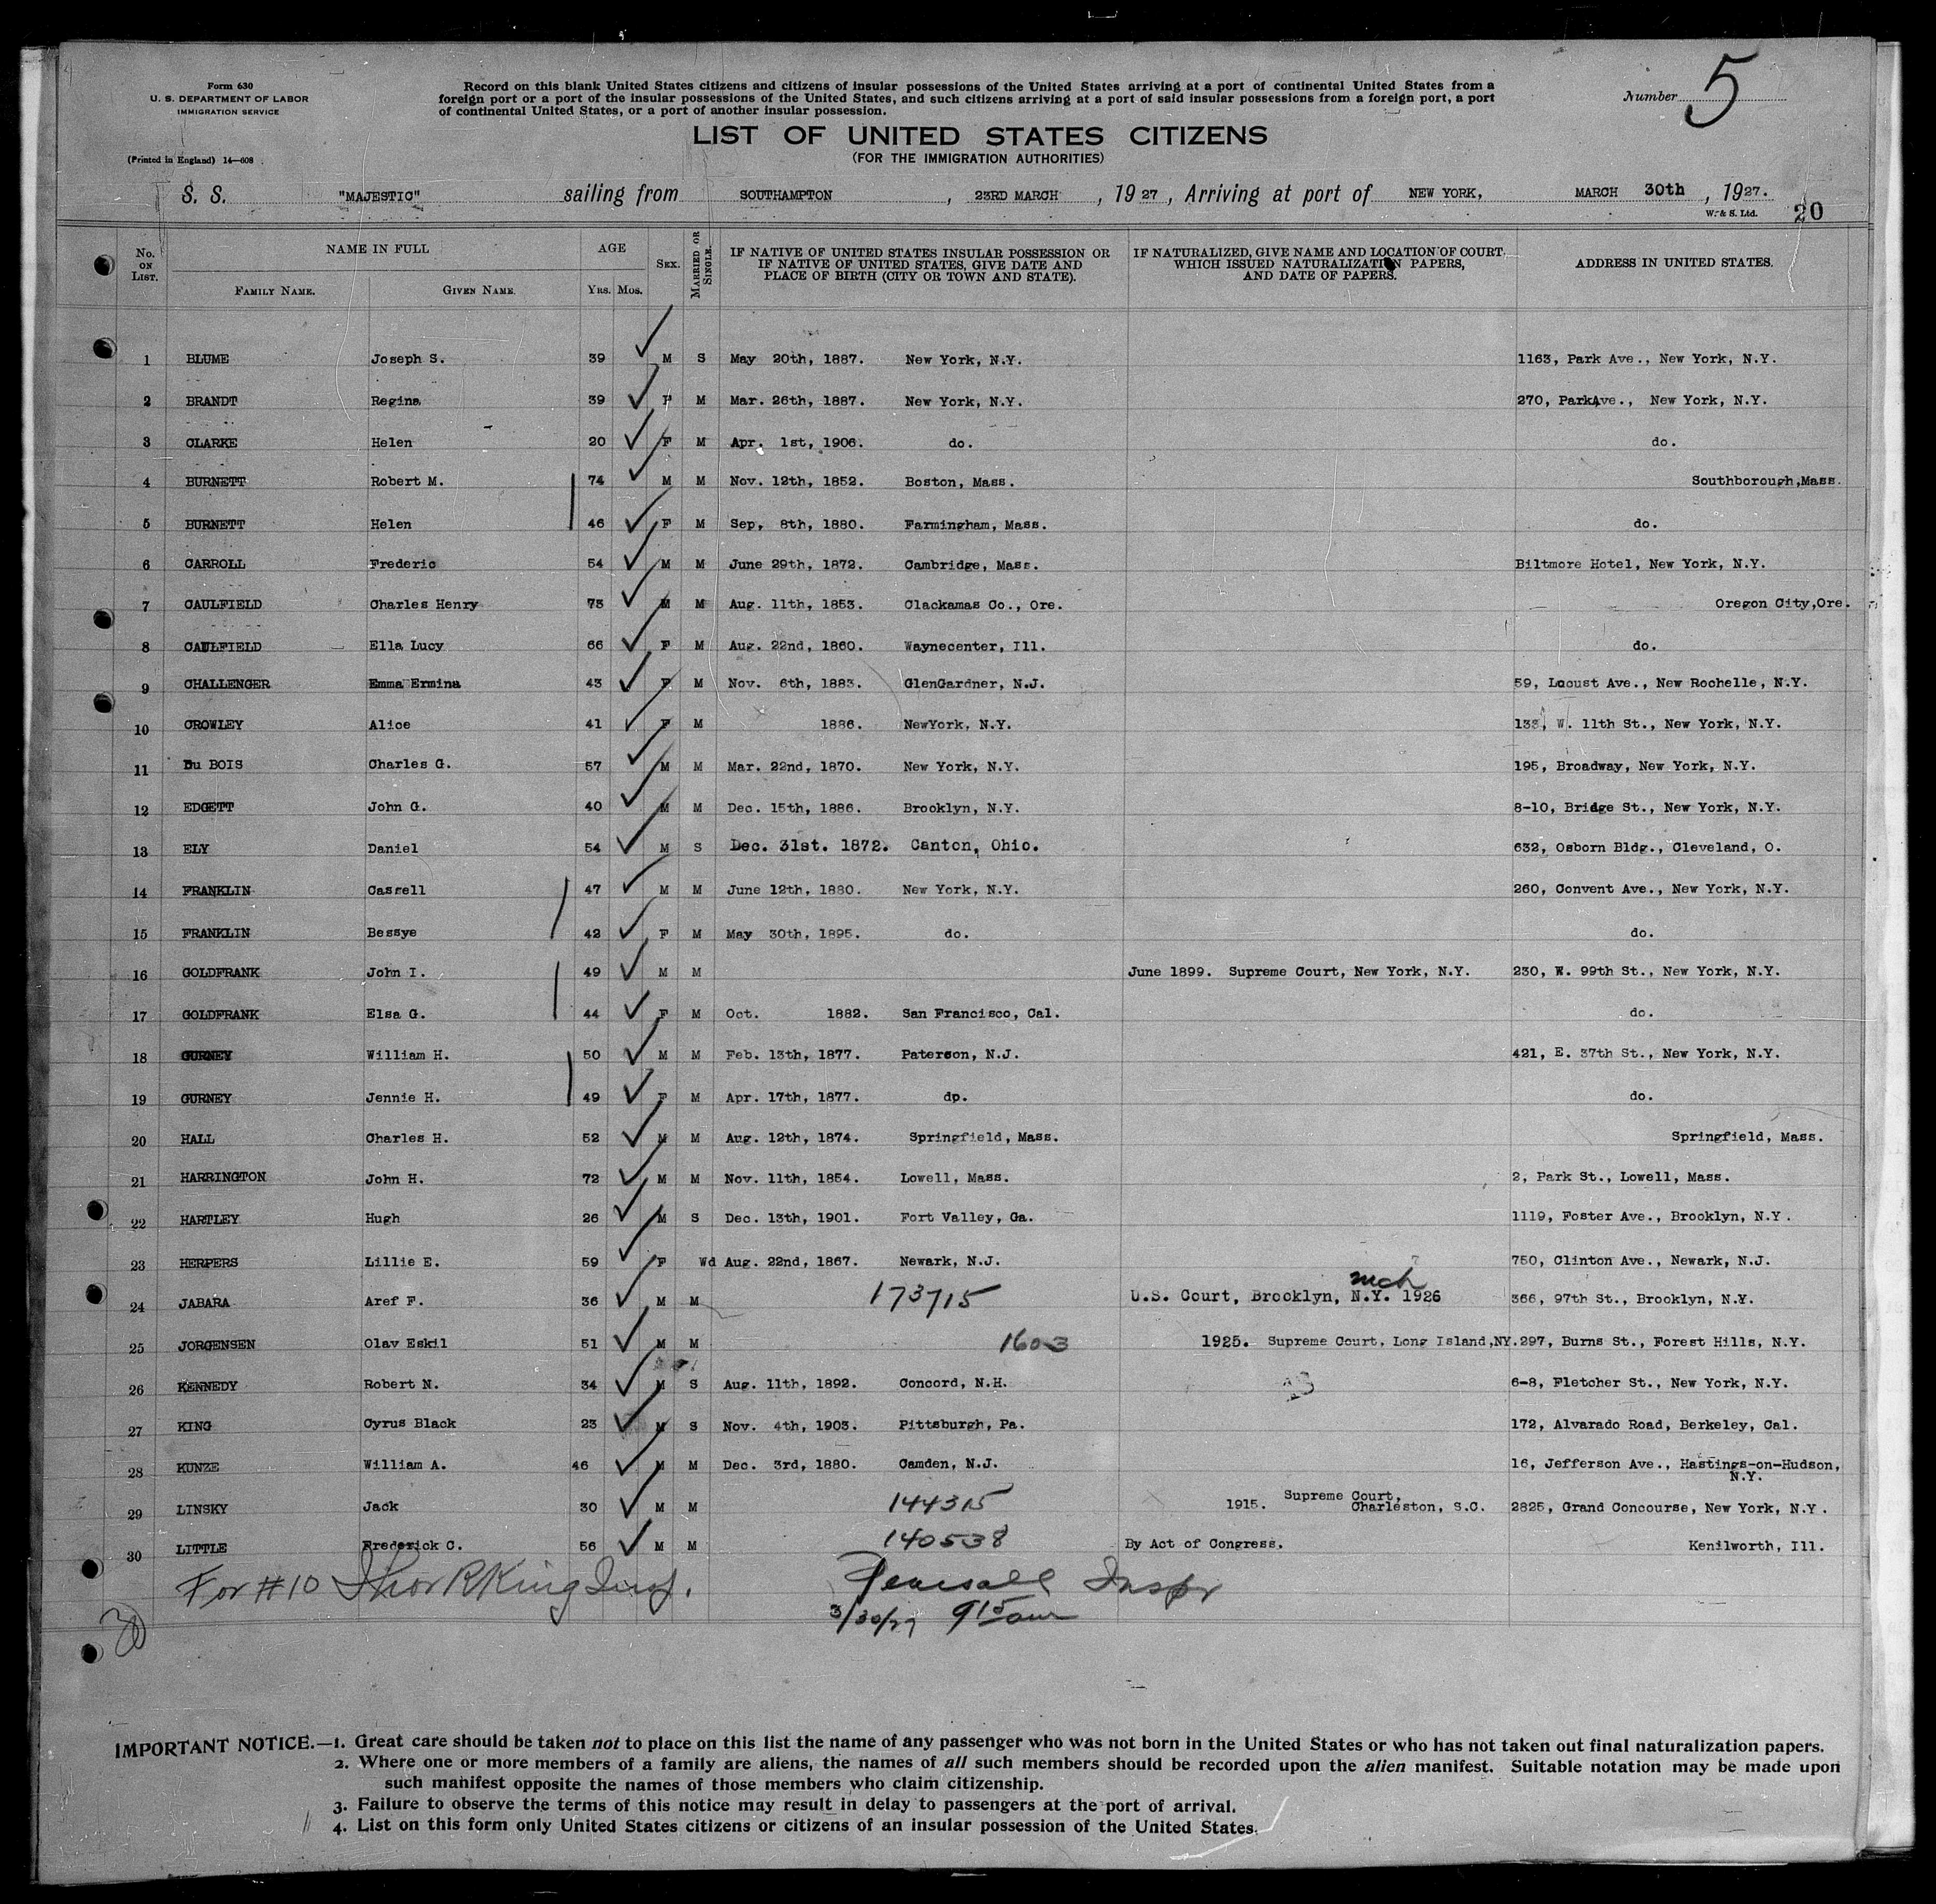 Form 630
U. S. DEPARTMENT OF LABOR
IMMIGRATION SERVICE
(Printed in England) 14—608
Record on this blank United States citizens and citizens of insular possessions of the United States arriving at a port of continental United States from a
foreign port or a port of the insular possessions of the United States, and such citizens arriving at a port of said insular possessions from a foreign port, a port
of continental United States, or a port of another insular possession.
Number 5
LIST OF UNITED STATES CITIZENS
(FOR THE IMMIGRATION AUTHORITIES)
S. S. "MAJESTIC" sailing from SOUTHAMPTON, 23RD MARCH, 1927, Arriving at port of NEW YORK, MARCH 30th, 1927.
W. & S. Ltd. 20
No. ON LIST. NAME IN FULL FAMILY NAME. GIVEN NAME. AGE YRS. MOS. SEX. MARRIED OR SINGLE. IF NATIVE OF UNITED STATES INSULAR POSSESSION OR IF NATIVE OF UNITED STATES, GIVE DATE AND PLACE OF BIRTH (CITY OR TOWN AND STATE). IF NATURALIZED, GIVE NAME AND LOCATION OF COURT WHICH ISSUED NATURALIZATION PAPERS, AND DATE OF PAPERS. ADDRESS IN UNITED STATES.
1 BLUME Joseph S. 39 M S May 20th, 1887. New York, N.Y. 1163, Park Ave., New York, N.Y.
2 BRANDT Regina 39 F M Mar. 26th, 1887. New York, N.Y. 270, ParkAve., New York, N.Y.
3 CLARKE Helen 20 F M Apr. 1st, 1906. do. do.
4 BURNETT Robert M. 74 M M Nov. 12th, 1852. Boston, Mass. Southborough,Mass.
5 BURNETT Helen 46 F M Sep. 8th, 1880. Farmingham, Mass. do.
6 CARROLL Frederic 54 M M June 29th, 1872. Cambridge, Mass. Biltmore Hotel, New York, N.Y.
7 CAULFIELD Charles Henry 73 M M Aug. 11th, 1853. Clackamas Co., Ore. Oregon City,Ore.
8 CAULFIELD Ella Lucy 66 F M Aug. 22nd, 1860. Waynecenter, Ill. do.
9 CHALLENGER Emma Ermina 43 F M Nov. 6th, 1883. GlenGardner, N.J. 59, Locust Ave., New Rochelle, N.Y.
10 CROWLEY Alice 41 F M 1886. NewYork, N.Y. 133, W. 11th St., New York, N.Y.
11 Du BOIS Charles G. 57 M M Mar. 22nd, 1870. New York, N.Y. 195, Broadway, New York, N.Y.
12 EDGETT John G. 40 M M Dec. 15th, 1886. Brooklyn, N.Y. 8-10, Bridge St., New York, N.Y.
13 ELY Daniel 54 M S Dec. 31st. 1872. Canton, Ohio. 632, Osborn Bldg., Cleveland, O.
14 FRANKLIN Cassell 47 M M June 12th, 1880. New York, N.Y. 260, Convent Ave., New York, N.Y.
15 FRANKLIN Bessye 42 F M May 30th, 1895. do. do.
16 GOLDFRANK John I. 49 M M June 1899. Supreme Court, New York, N.Y. 230, W. 99th St., New York, N.Y.
17 GOLDFRANK Elsa G. 44 F M Oct. 1882. San Francisco, Cal. do.
18 GURNEY William H. 50 M M Feb. 13th, 1877. Paterson, N.J. 421, E. 37th St., New York, N.Y.
19 GURNEY Jennie H. 49 F M Apr. 17th, 1877. do. do.
20 HALL Charles H. 52 M M Aug. 12th, 1874. Springfield, Mass. Springfield, Mass.
21 HARRINGTON John H. 72 M M Nov. 11th, 1854. Lowell, Mass. 2, Park St., Lowell, Mass.
22 HARTLEY Hugh 26 M S Dec. 13th, 1901. Fort Valley, Ga. 1119, Foster Ave., Brooklyn, N.Y.
23 HERPERS Lillie E. 59 F Wd Aug. 22nd, 1867. Newark, N.J. 750, Clinton Ave., Newark, N.J.
24 JABARA Aref F. 36 M M 173715 U.S. Court, Brooklyn, N.Y. Mch 1926 366, 97th St., Brooklyn, N.Y.
25 JORGENSEN Olav Eskil 51 M M 1603 1925. Supreme Court, Long Island,NY. 297, Burns St., Forest Hills, N.Y.
26 KENNEDY Robert N. 34 M S Aug. 11th, 1892. Concord, N.H. 6-8, Fletcher St., New York, N.Y.
27 KING Cyrus Black 23 M S Nov. 4th, 1903. Pittsburgh, Pa. 172, Alvarado Road, Berkeley, Cal.
28 KUNZE William A. 46 M M Dec. 3rd, 1880. Camden, N.J. 16, Jefferson Ave., Hastings-on-Hudson, N.Y.
29 LINSKY Jack 30 M M 144315 1915. Supreme Court, Charleston, S.C. 2825, Grand Concourse, New York, N.Y.
30 LITTLE Frederick C. 56 M M 140538 By Act of Congress. Kenilworth, Ill.
For #10 Thor R King Insp. Pearsall Inspr
3/30/27 9 15 am
30
IMPORTANT NOTICE.—1. Great care should be taken not to place on this list the name of any passenger who was not born in the United States or who has not taken out final naturalization papers.
2. Where one or more members of a family are aliens, the names of all such members should be recorded upon the alien manifest. Suitable notation may be made upon
such manifest opposite the names of those members who claim citizenship.
3. Failure to observe the terms of this notice may result in delay to passengers at the port of arrival.
4. List on this form only United States citizens or citizens of an insular possession of the United States.